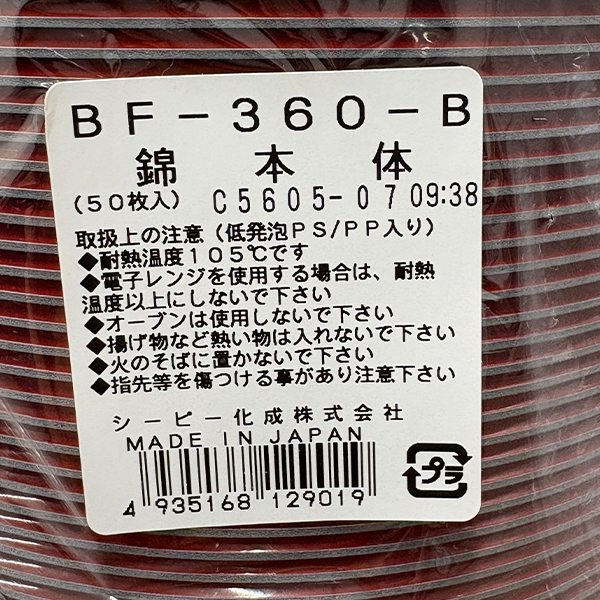 BF-360-B
錦 本 体
(50枚入) C5605-07 09:38
取扱上の注意(低発泡PS/PP入り)
◆耐熱温度105℃です
◆電子レンジを使用する場合は、耐熱
温度以上にしないで下さい
◆オーブンは使用しないで下さい
◆揚げ物など熱い物は入れないで下さい
◆火のそばに置かないで下さい
◆指先等を傷つける事があり注意下さい
シーピー化成株式会社
MADE IN JAPAN
4 935168 129019
プラ